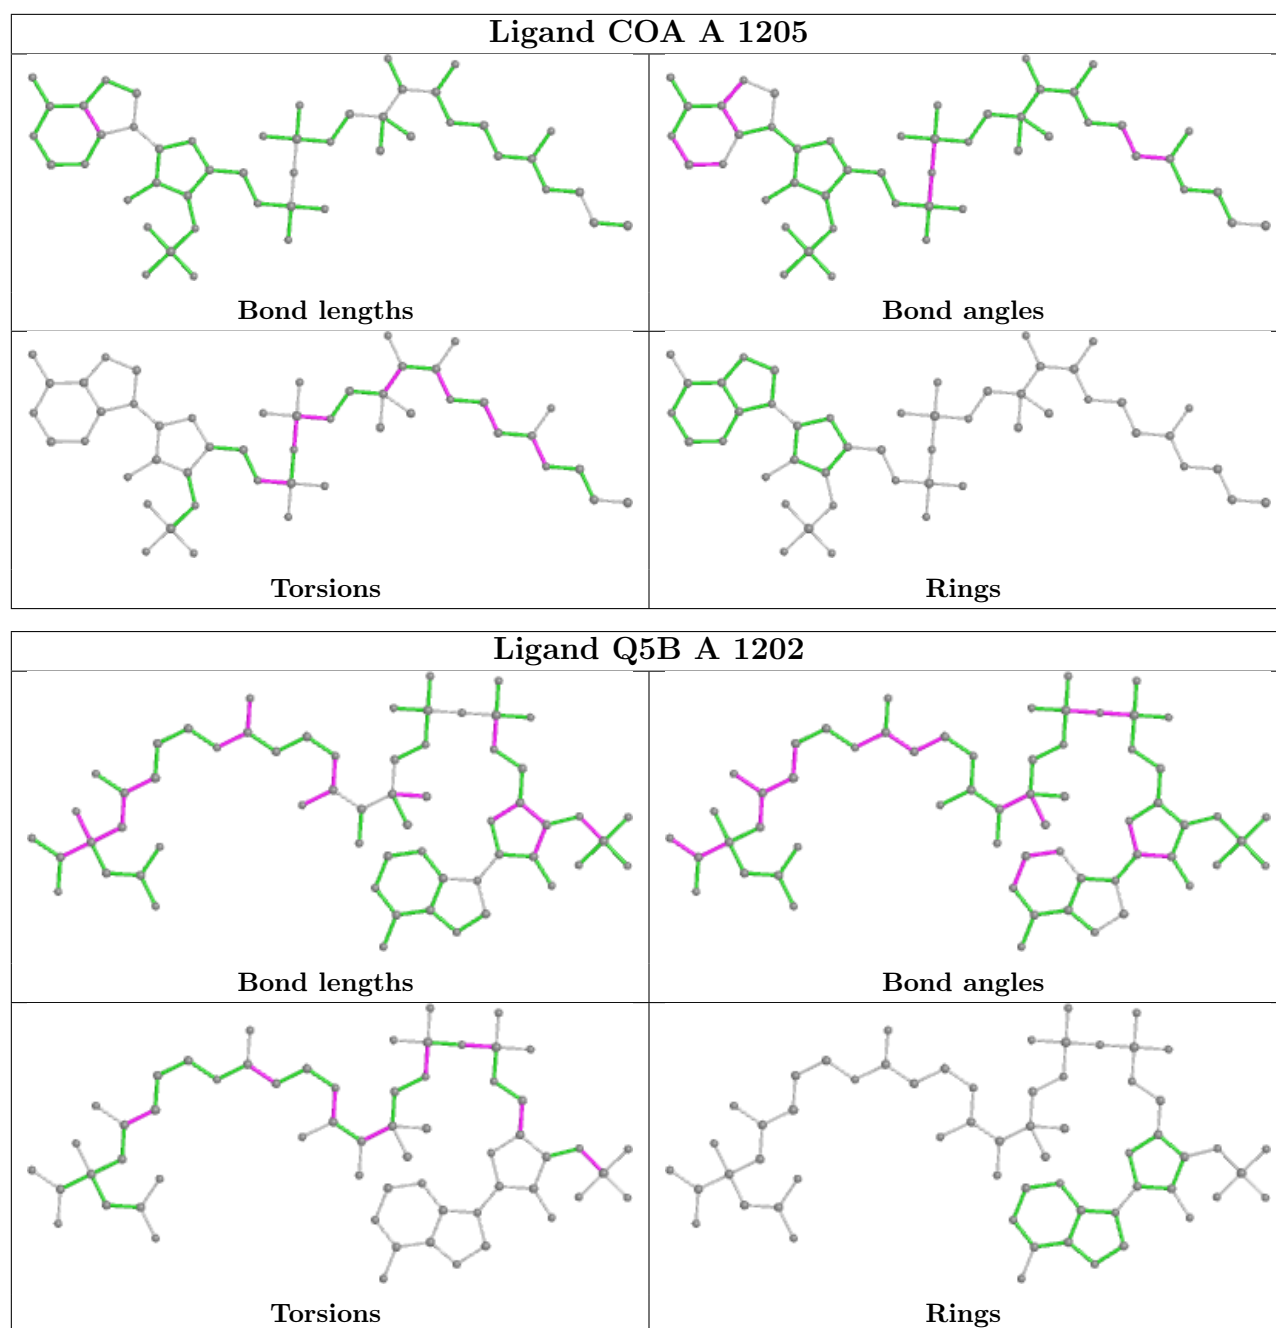 Ligand COA A 1205
Bond lengths
Bond angles
Torsions
Rings
Ligand Q5B A 1202
Bond lengths
Bond angles
Torsions
Rings